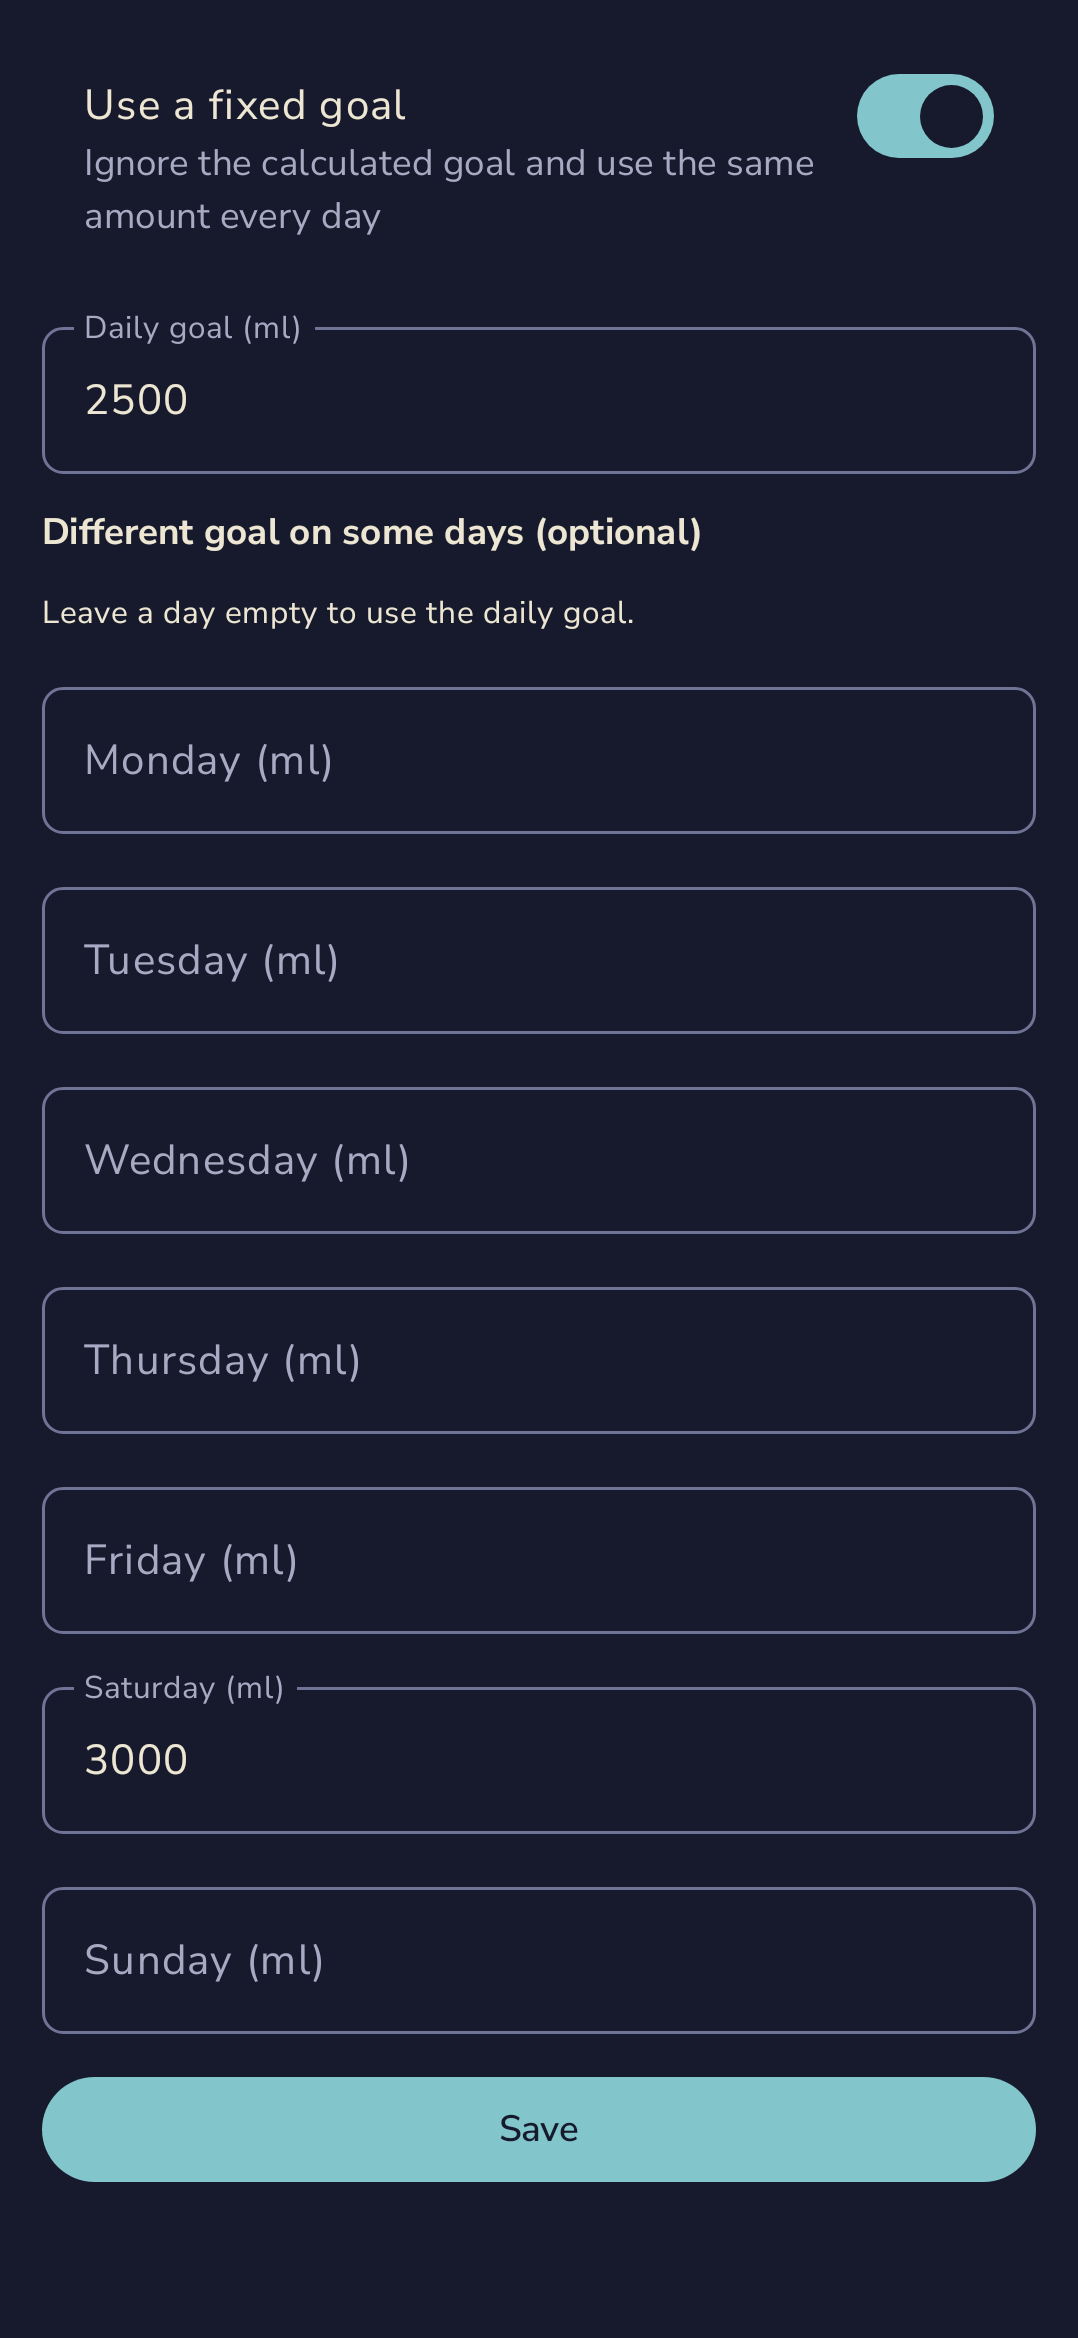 Use a fixed goal
Ignore the calculated goal and use the same
amount every day
Daily goal (ml)
2500
Different goal on some days (optional)
Leave a day empty to use the daily goal.
Monday (ml)
Tuesday (ml)
Wednesday (ml)
Thursday (ml)
Friday (ml)
Saturday (ml)
3000
Sunday (ml)
Save